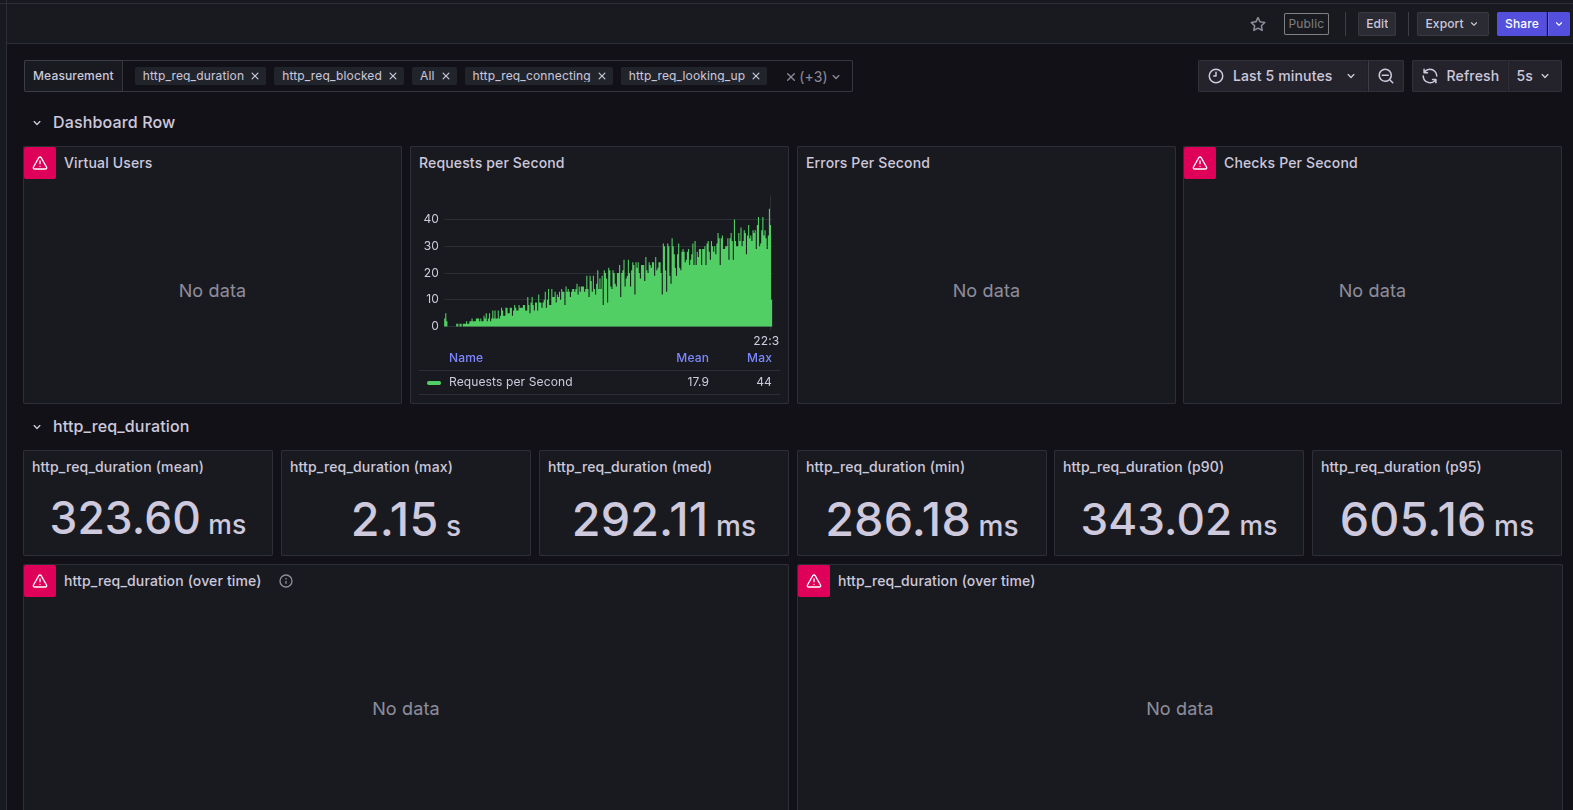 Public Edit Export Share
Measurement http_req_duration http_req_blocked All http_req_connecting http_req_looking_up (+3) Last 5 minutes Refresh 5s
Dashboard Row
Virtual Users
No data
Requests per Second
40
30
20
10
0
22:3
Name Mean Max
Requests per Second 17.9 44
Errors Per Second
No data
Checks Per Second
No data
http_req_duration
http_req_duration (mean)
323.60 ms
http_req_duration (max)
2.15 s
http_req_duration (med)
292.11 ms
http_req_duration (min)
286.18 ms
http_req_duration (p90)
343.02 ms
http_req_duration (p95)
605.16 ms
http_req_duration (over time)
No data
http_req_duration (over time)
No data